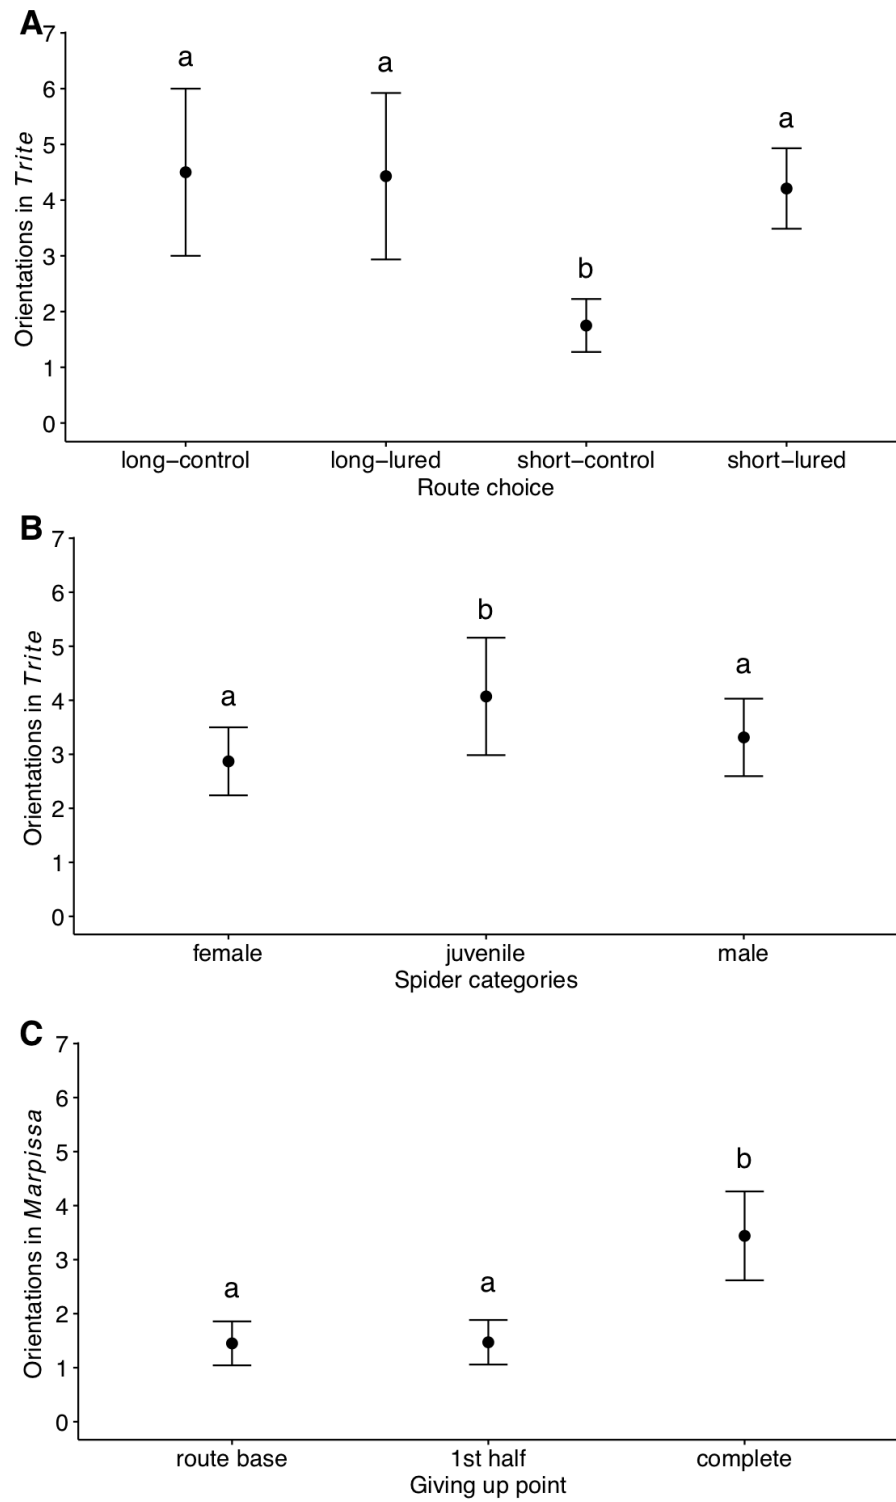 A
7
6
5
4
3
2
1
0
Orientations in Trite
a
a
b
a
long–control long–lured short–control short–lured
Route choice
B
7
6
5
4
3
2
1
0
Orientations in Trite
a
b
a
female juvenile male
Spider categories
C
7
6
5
4
3
2
1
0
Orientations in Marpissa
a
a
b
route base 1st half complete
Giving up point